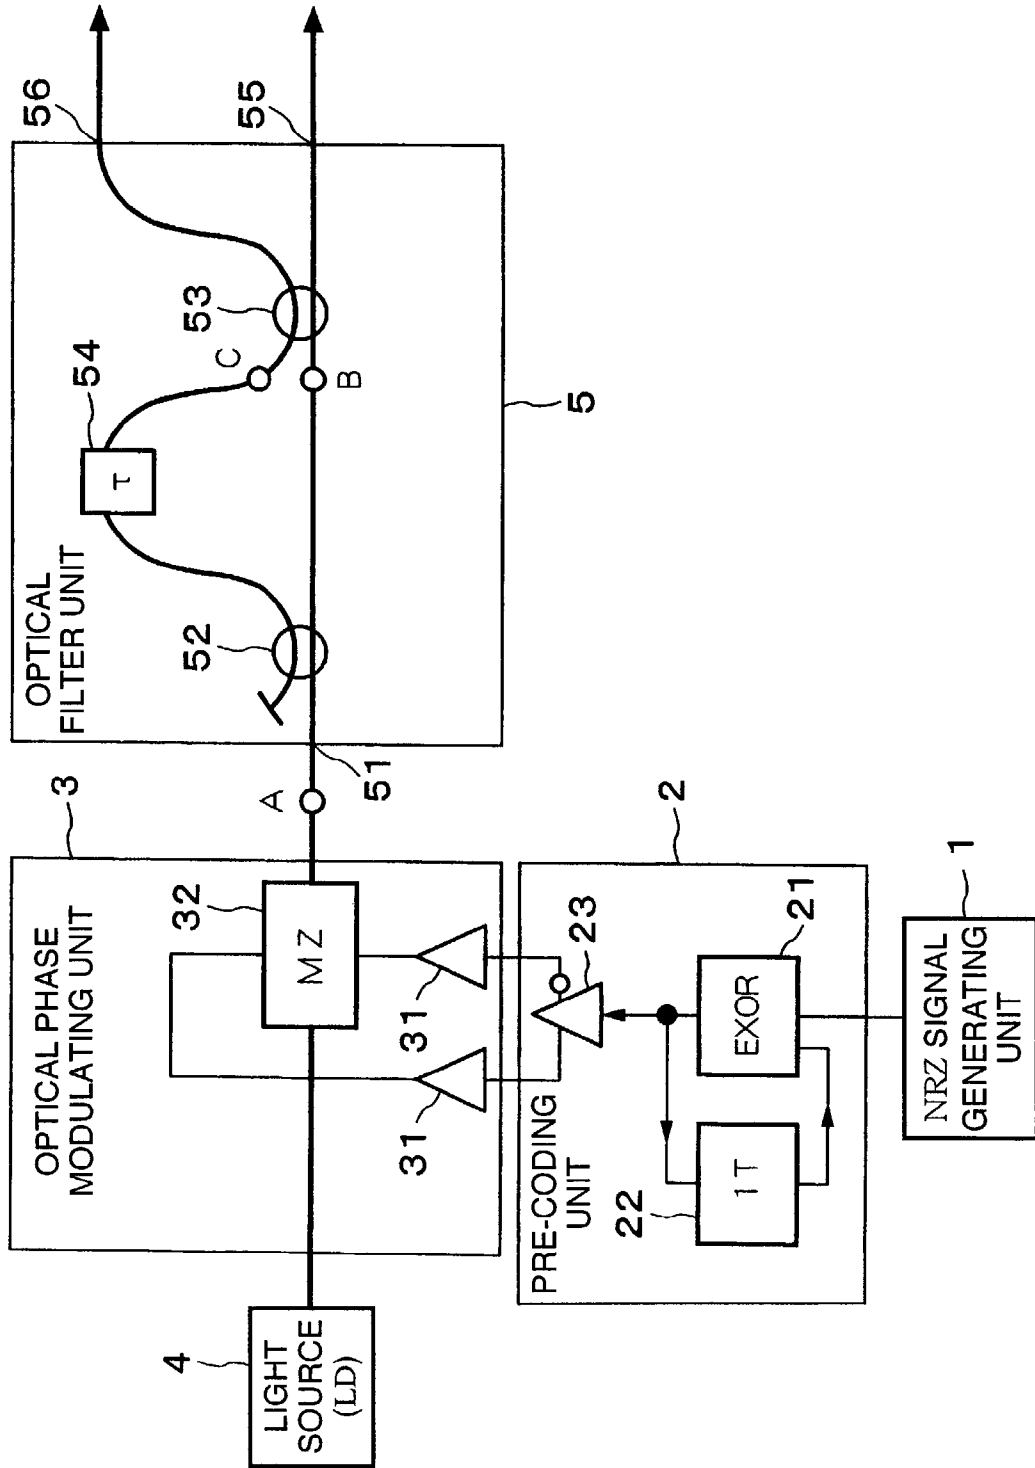 4
LIGHT
SOURCE
(LD)
OPTICAL PHASE
MODULATING UNIT
3
32
MZ
31
31
A
OPTICAL
FILTER UNIT
51
52
54
τ
C
B
53
5
56
55
PRE-CODING
UNIT
2
23
22
1T
EXOR
21
1
NRZ SIGNAL
GENERATING
UNIT